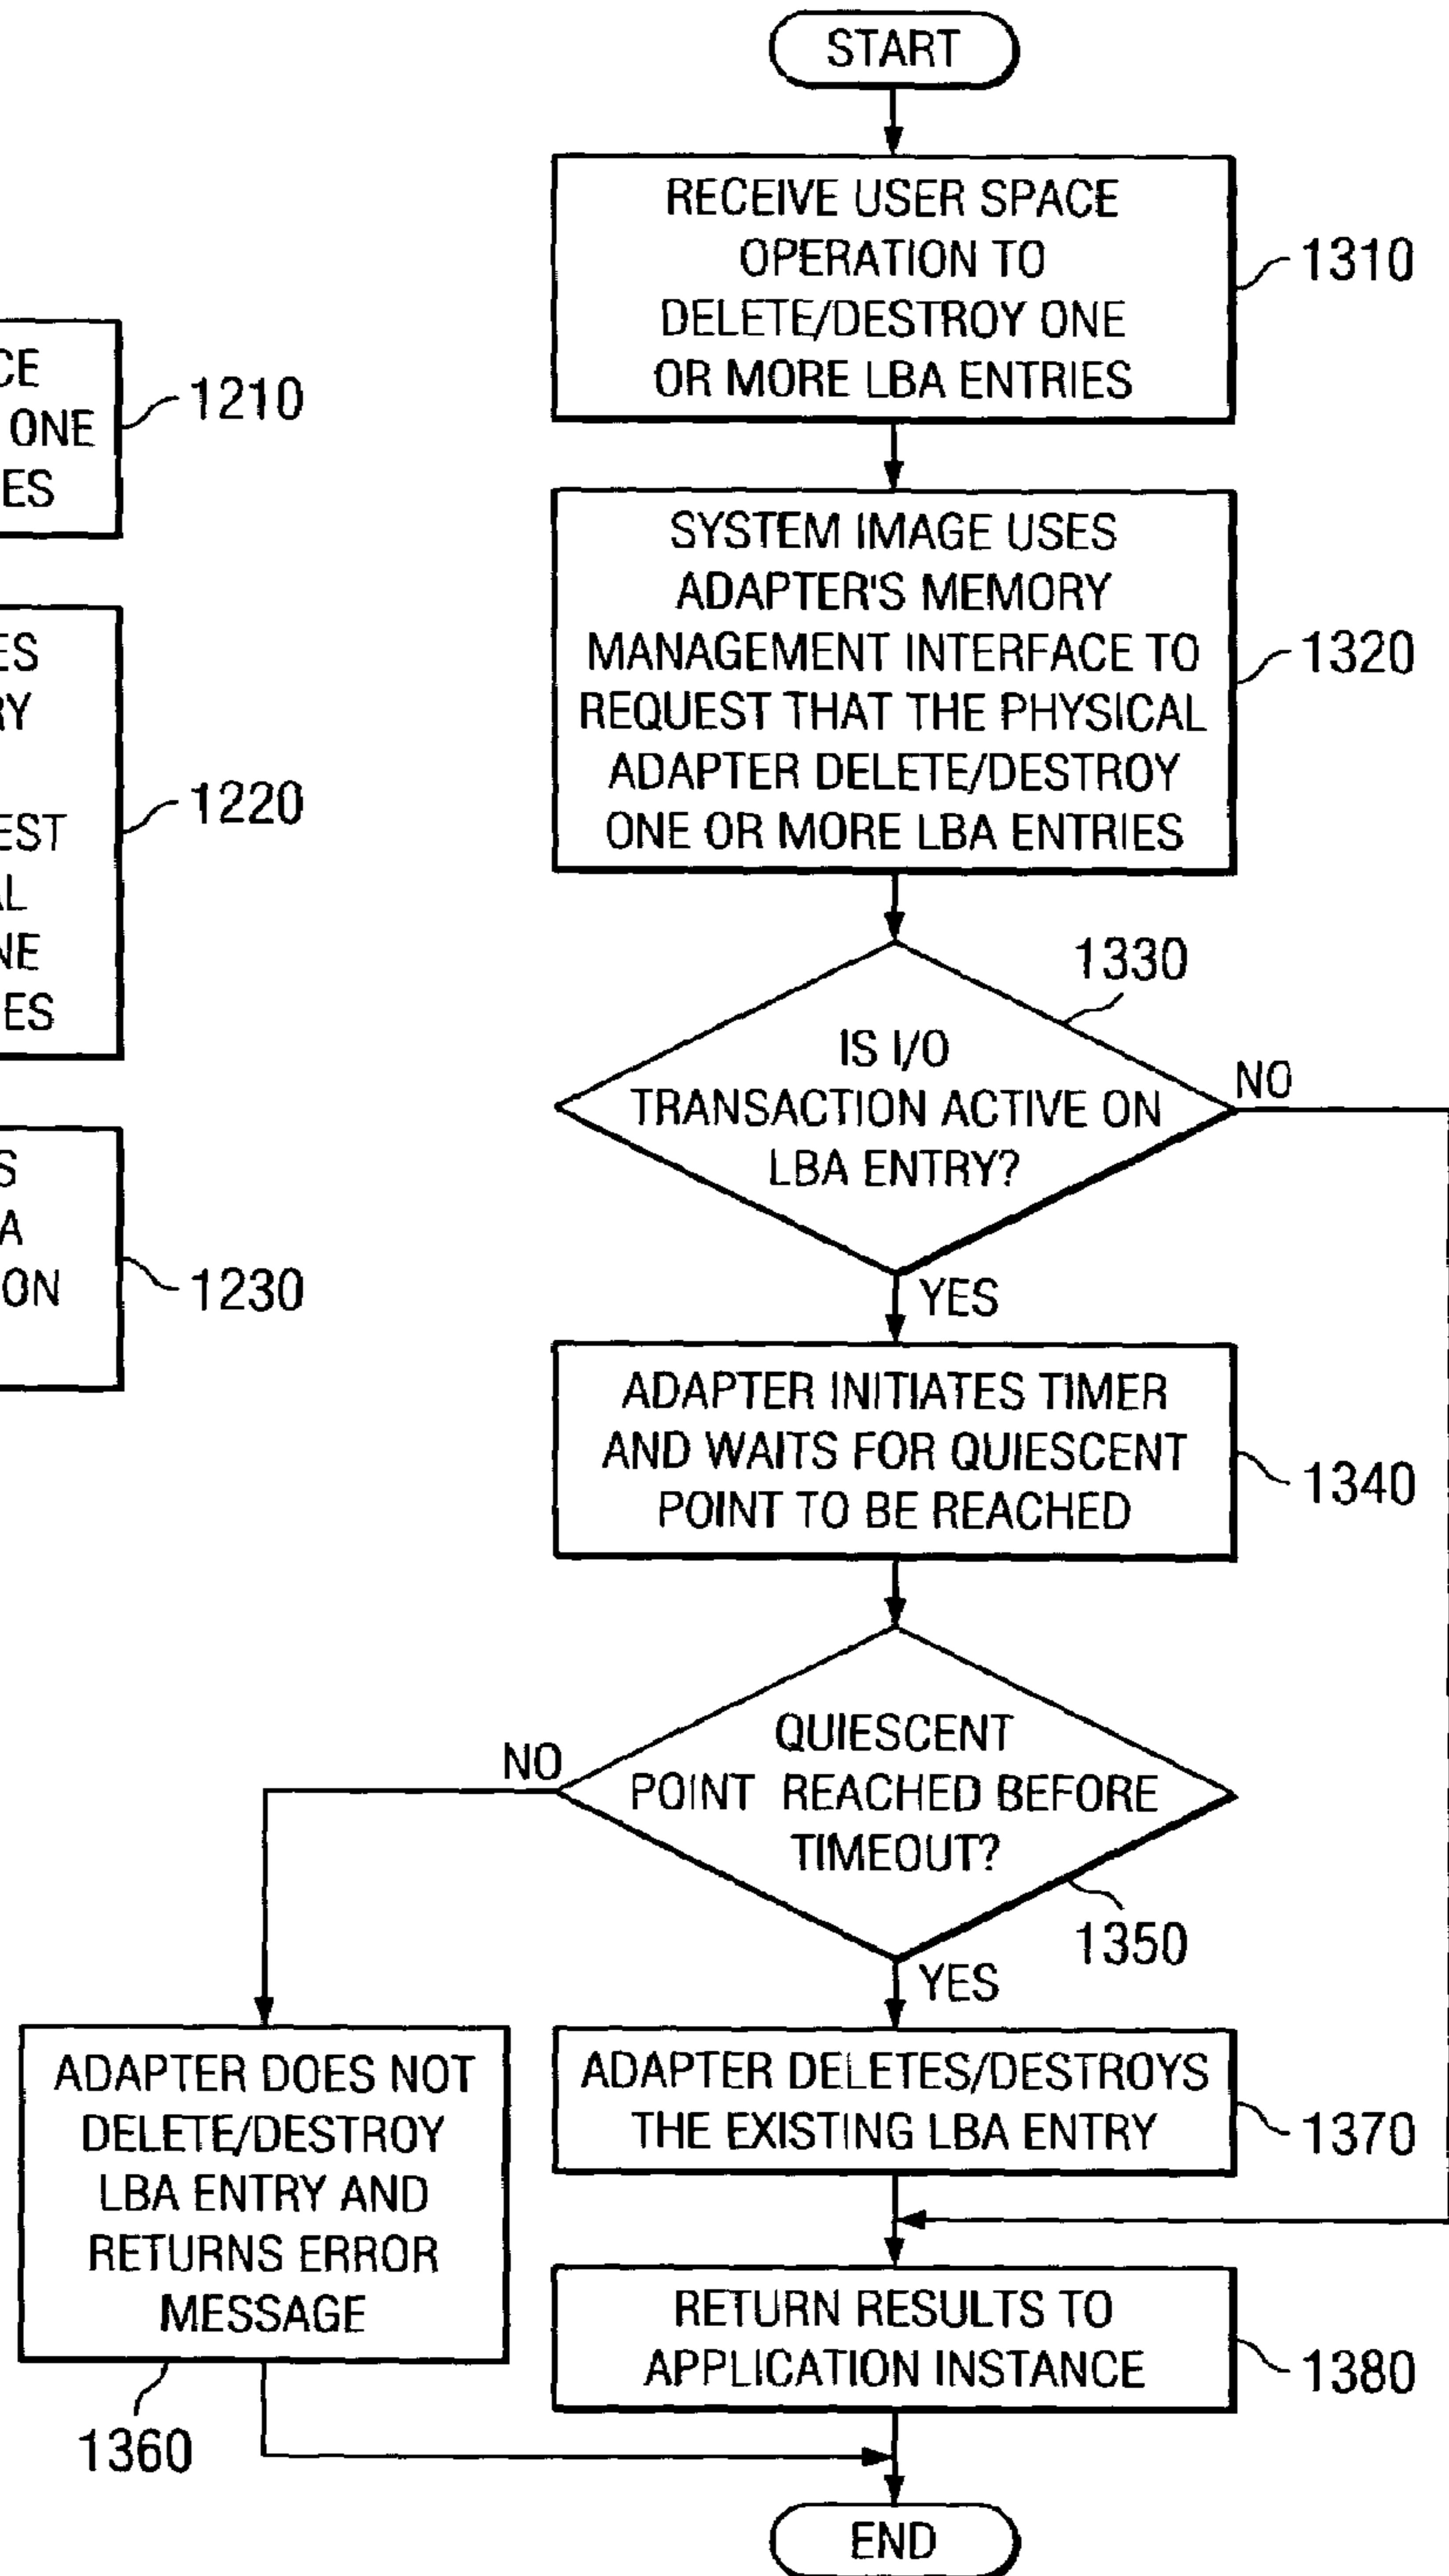 START
RECEIVE USER SPACE
OPERATION TO
DELETE/DESTROY ONE
OR MORE LBA ENTRIES
1310
SYSTEM IMAGE USES
ADAPTER'S MEMORY
MANAGEMENT INTERFACE TO
REQUEST THAT THE PHYSICAL
ADAPTER DELETE/DESTROY
ONE OR MORE LBA ENTRIES
1320
1330
IS I/O
TRANSACTION ACTIVE ON
LBA ENTRY?
NO
YES
ADAPTER INITIATES TIMER
AND WAITS FOR QUIESCENT
POINT TO BE REACHED
1340
QUIESCENT
POINT REACHED BEFORE
TIMEOUT?
NO
1350
YES
ADAPTER DOES NOT
DELETE/DESTROY
LBA ENTRY AND
RETURNS ERROR
MESSAGE
1360
ADAPTER DELETES/DESTROYS
THE EXISTING LBA ENTRY
1370
RETURN RESULTS TO
APPLICATION INSTANCE
1380
END
CE
ONE
ES
1210
ES
RY
EST
AL
NE
ES
1220
S
A
ON
1230